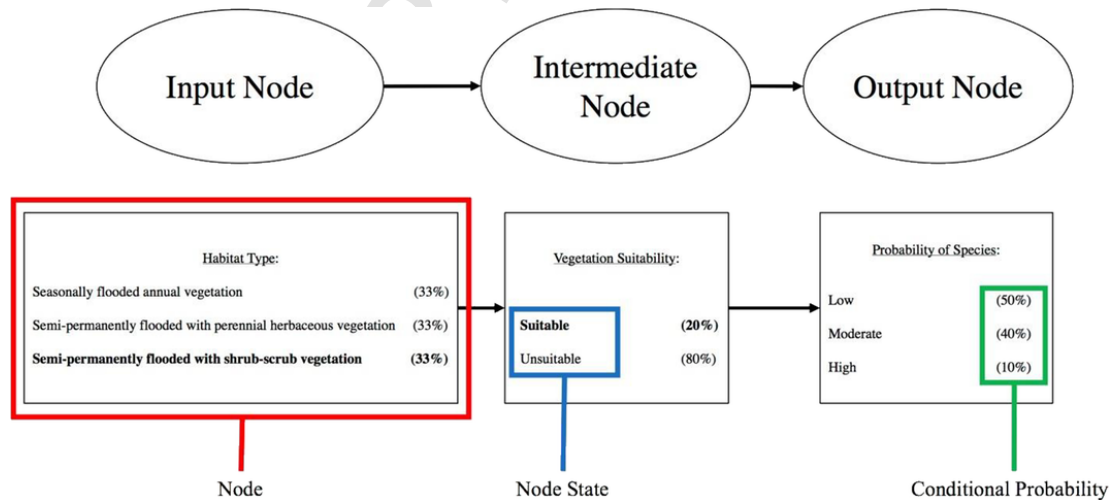 Input Node
Intermediate
Node
Output Node
Habitat Type:
Seasonally flooded annual vegetation (33%)
Semi-permanently flooded with perennial herbaceous vegetation (33%)
Semi-permanently flooded with shrub-scrub vegetation (33%)
Vegetation Suitability:
Suitable (20%)
Unsuitable (80%)
Probability of Species:
Low (50%)
Moderate (40%)
High (10%)
Node
Node State
Conditional Probability